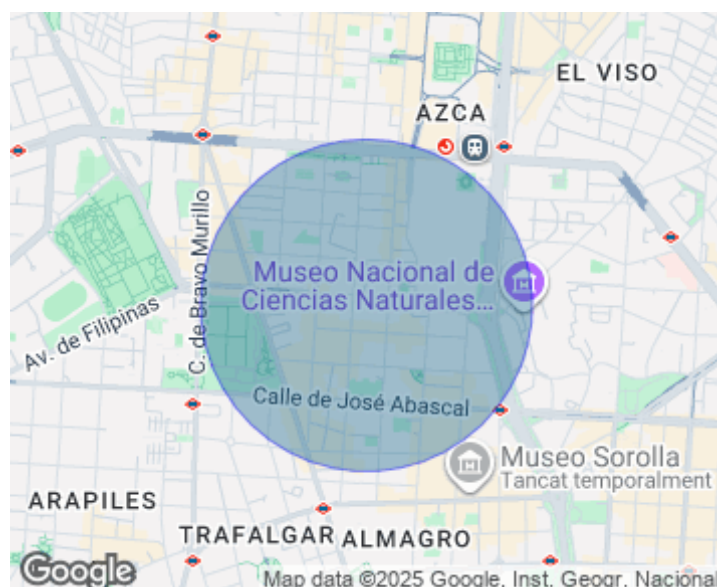 EL VISO
AZCA
C. de Bravo Murillo
Museo Nacional de
Ciencias Naturales...
Av. de Filipinas
Calle de José Abascal
Museo Sorolla
Tancat temporalment
ARAPILES
TRAFALGAR
ALMAGRO
Google
Map data ©2025 Google, Inst. Geogr. Nacional